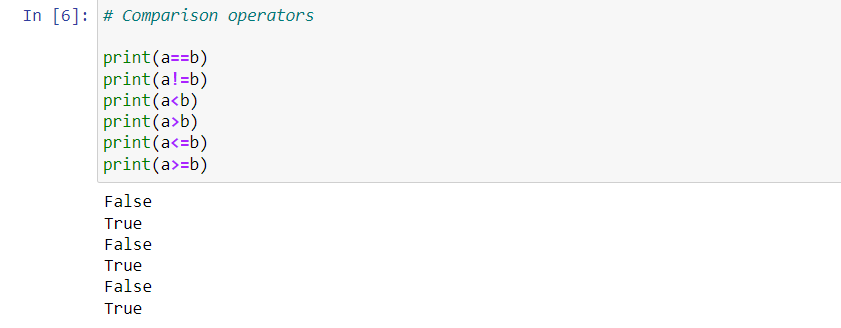 In [6]: # Comparison operators
print(a==b)
print(a!=b)
print(a<b)
print(a>b)
print(a<=b)
print(a>=b)
False
True
False
True
False
True